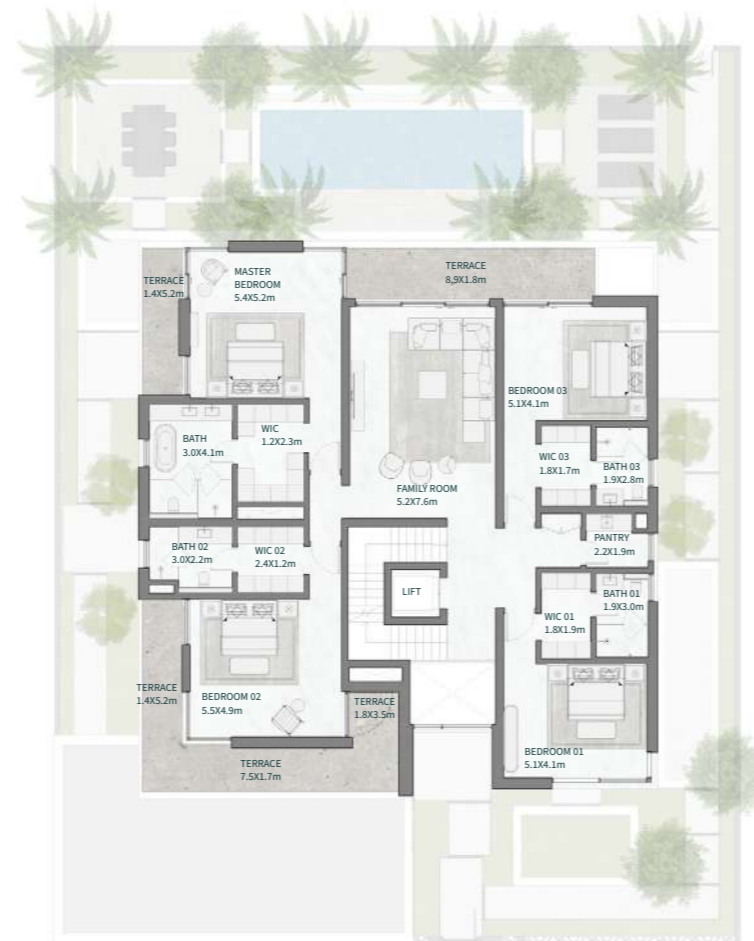 TERRACE
8,9X1.8m
TERRACE
1.4X5.2m
MASTER
BEDROOM
5.4X5.2m
BEDROOM 03
5.1X4.1m
BATH
3.0X4.1m
WIC
1.2X2.3m
FAMILY ROOM
5.2X7.6m
WIC 03
1.8X1.7m
BATH 03
1.9X2.8m
PANTRY
2.2X1.9m
BATH 02
3.0X2.2m
WIC 02
2.4X1.2m
LIFT
WIC 01
1.8X1.9m
BATH 01
1.9X3.0m
TERRACE
1.4X5.2m
BEDROOM 02
5.5X4.9m
TERRACE
1.8X3.5m
TERRACE
7.5X1.7m
BEDROOM 01
5.1X4.1m